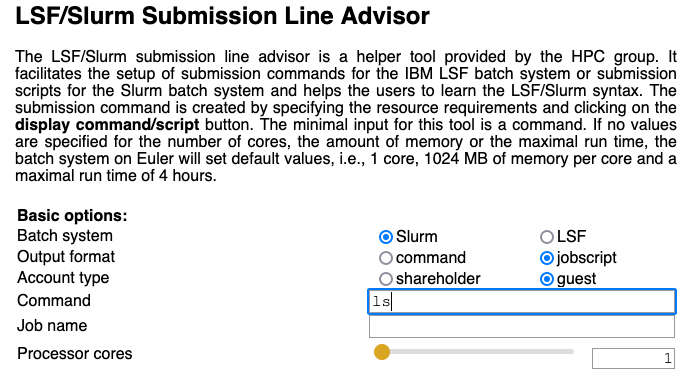 LSF/Slurm Submission Line Advisor
The LSF/Slurm submission line advisor is a helper tool provided by the HPC group. It
facilitates the setup of submission commands for the IBM LSF batch system or submission
scripts for the Slurm batch system and helps the users to learn the LSF/Slurm syntax. The
submission command is created by specifying the resource requirements and clicking on the
display command/script button. The minimal input for this tool is a command. If no values
are specified for the number of cores, the amount of memory or the maximal run time, the
batch system on Euler will set default values, i.e., 1 core, 1024 MB of memory per core and a
maximal run time of 4 hours.
Basic options:
Batch system Slurm LSF
Output format command jobscript
Account type shareholder guest
Command ls
Job name
Processor cores 1